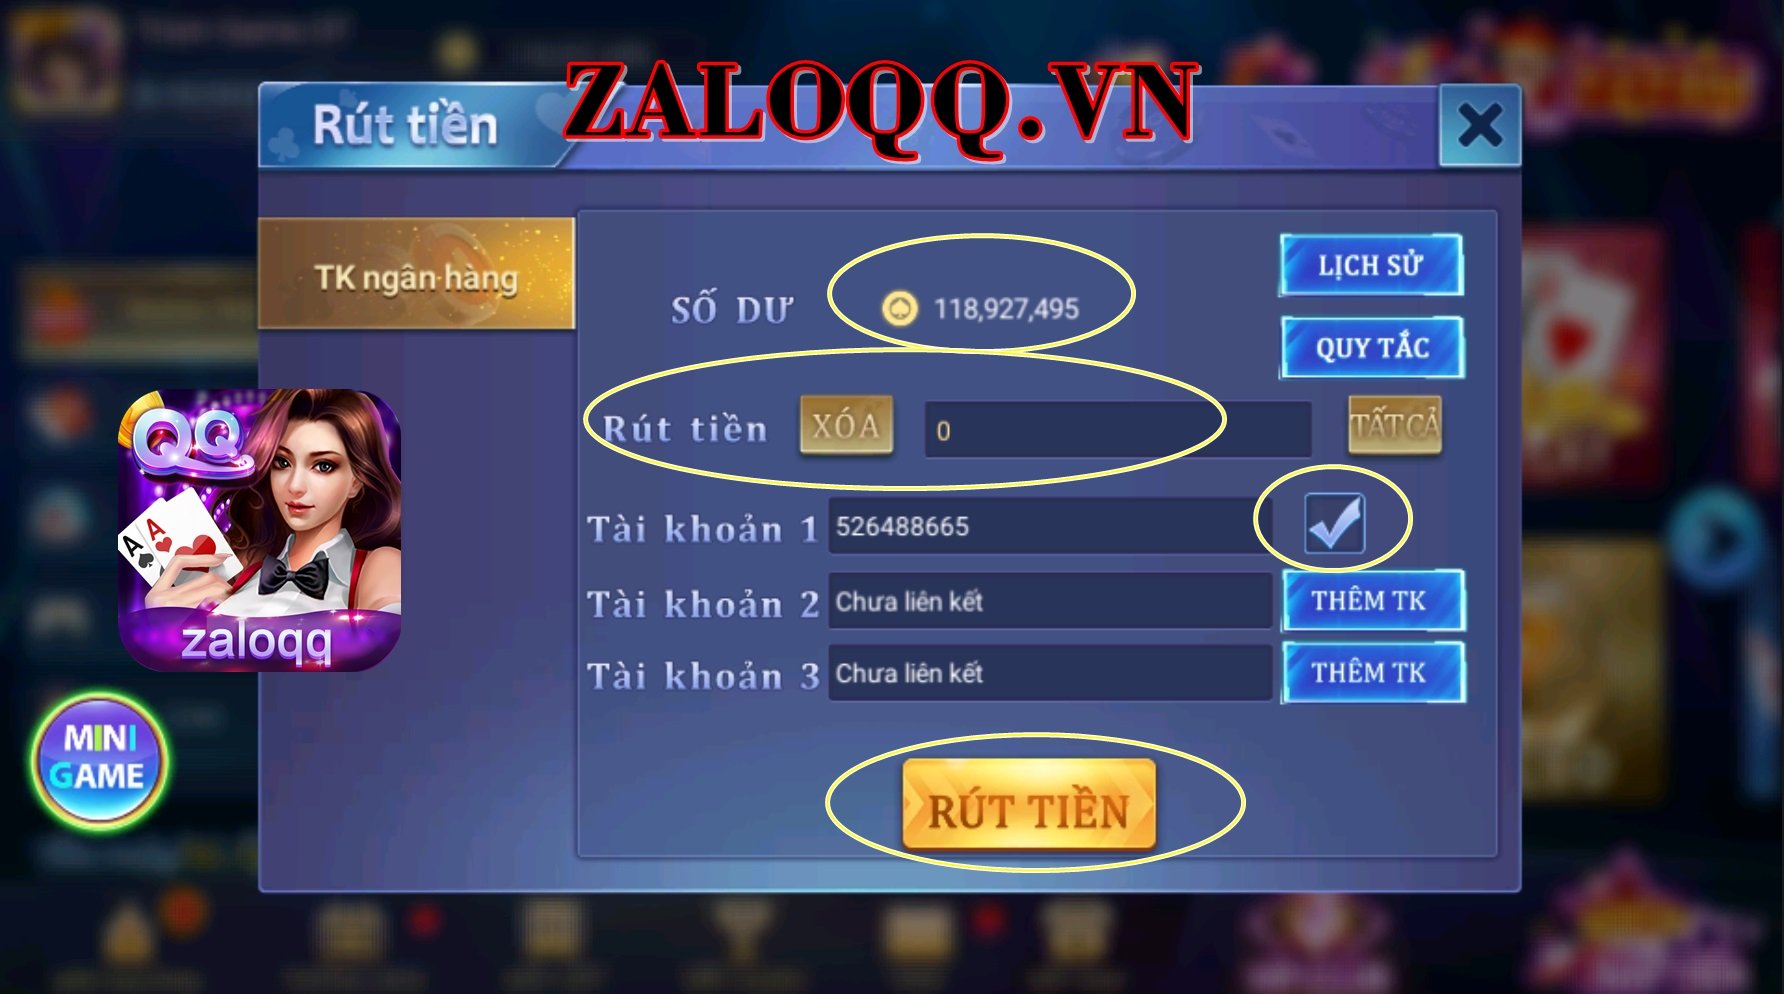 ZALOQQ.VN
Rút tiền
TK ngân hàng
SỐ DƯ
118,927,495
LỊCH SỬ
QUY TẮC
Rút tiền
XÓA
0
TẤT CẢ
Tài khoản 1
526488665
Tài khoản 2
Chưa liên kết
THÊM TK
Tài khoản 3
Chưa liên kết
THÊM TK
RÚT TIỀN
QQ
A
A
zaloqq
MINI
GAME